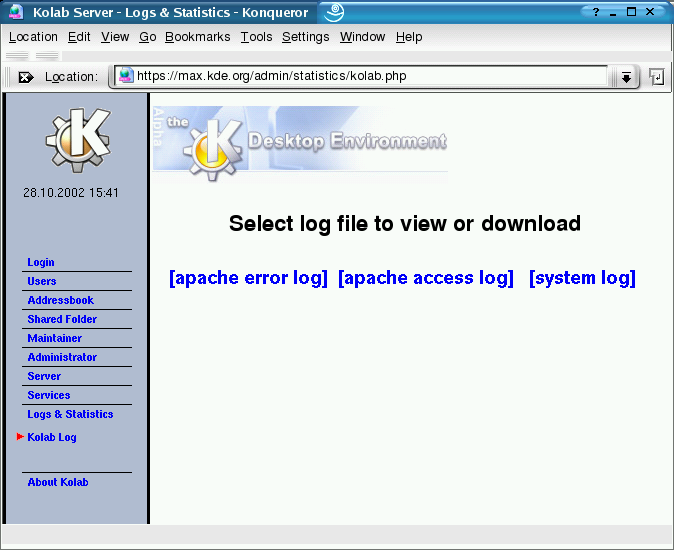 Kolab Server - Logs & Statistics - Konqueror
Location Edit View Go Bookmarks Tools Settings Window Help
Location: https://max.kde.org/admin/statistics/kolab.php
K
28.10.2002 15:41
Login
Users
Addressbook
Shared Folder
Maintainer
Administrator
Server
Services
Logs & Statistics
Kolab Log
About Kolab
Alpha
the K Desktop Environment
Select log file to view or download
[apache error log] [apache access log] [system log]